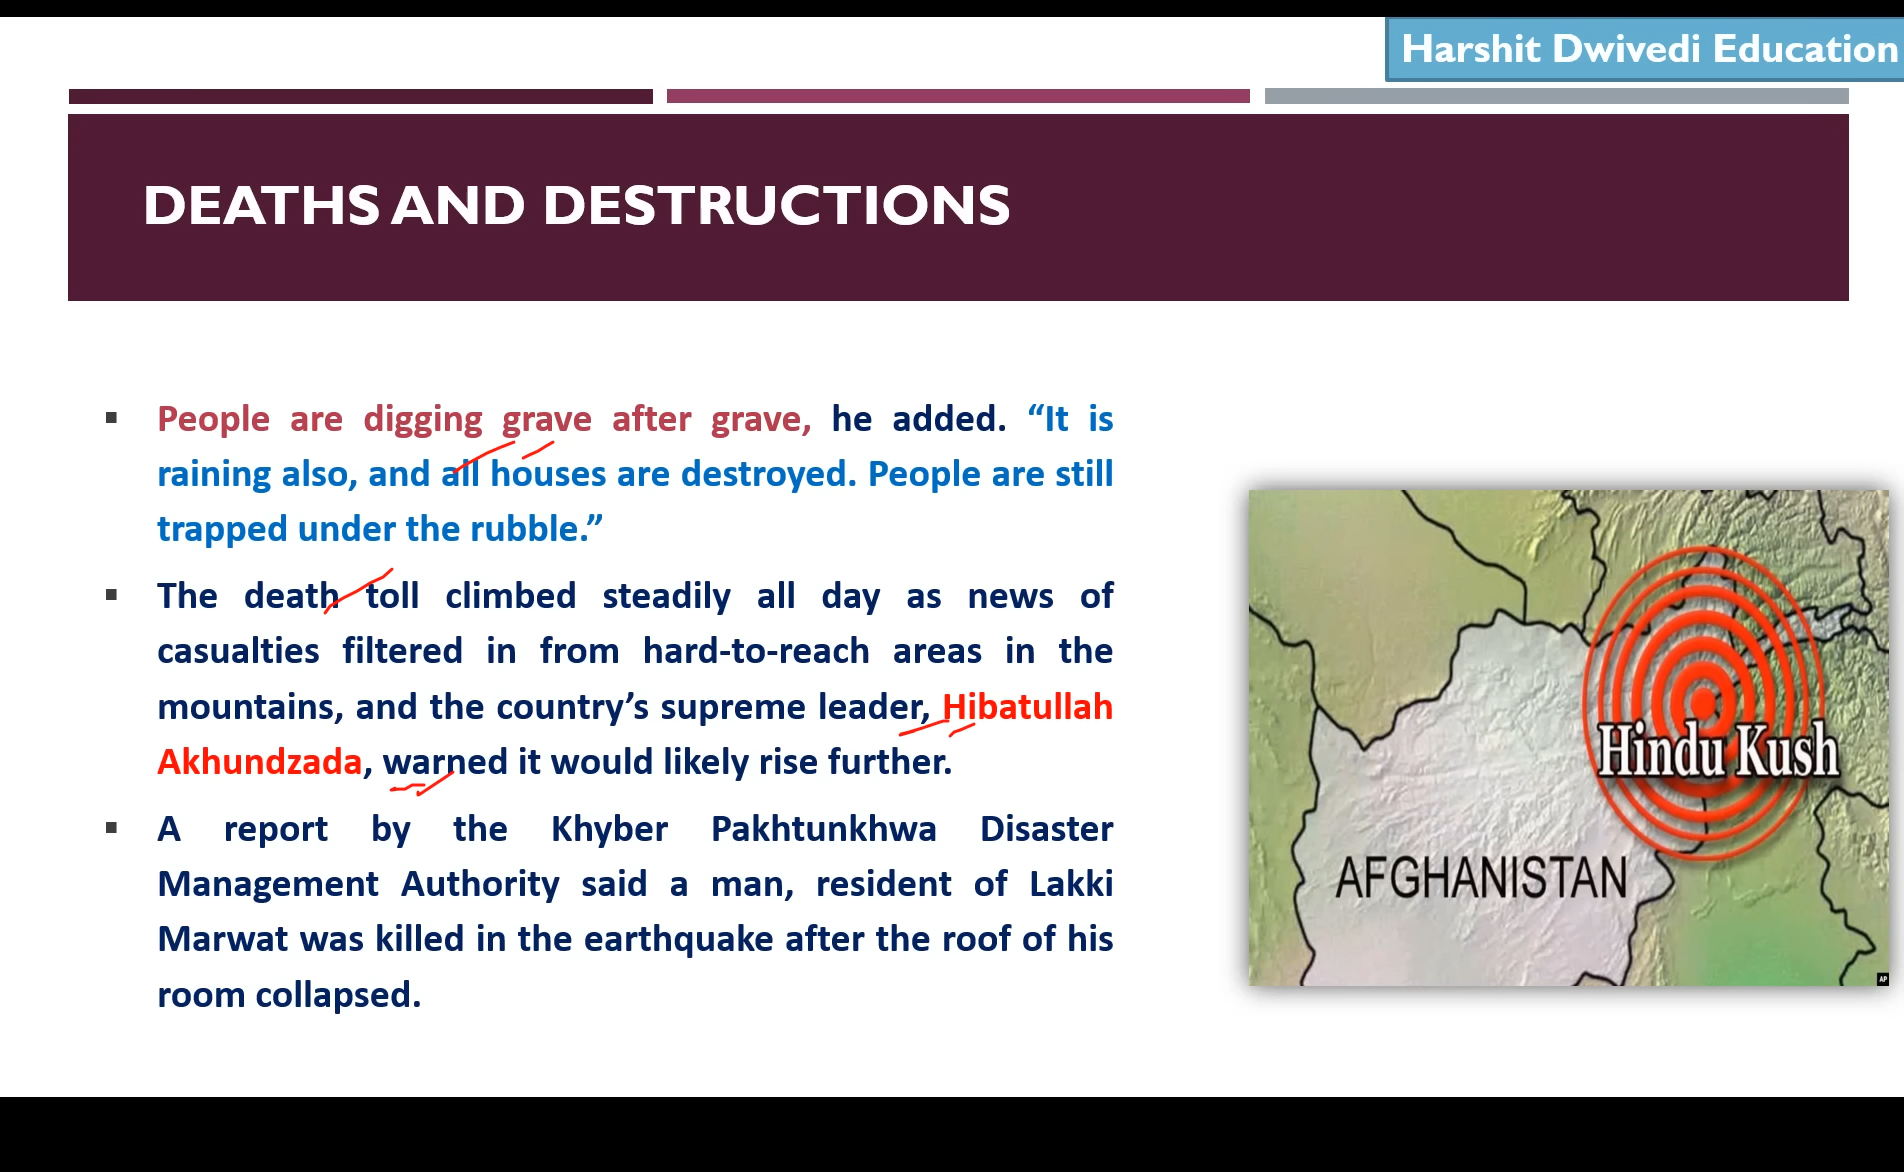 Harshit Dwivedi Education
DEATHS AND DESTRUCTIONS
▪ People are digging grave after grave, he added. “It is
raining also, and all houses are destroyed. People are still
trapped under the rubble.”
▪ The death toll climbed steadily all day as news of
casualties filtered in from hard-to-reach areas in the
mountains, and the country’s supreme leader, Hibatullah
Akhundzada, warned it would likely rise further.
▪ A report by the Khyber Pakhtunkhwa Disaster
Management Authority said a man, resident of Lakki
Marwat was killed in the earthquake after the roof of his
room collapsed.
Hindu Kush
AFGHANISTAN
AP